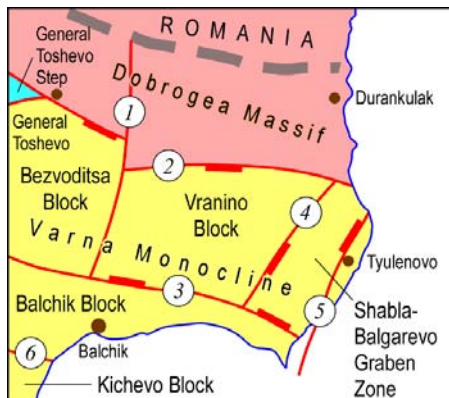 ROMANIA
General
Toshevo
Step
Dobrogea Massif
Durankulak
1
General
Toshevo
2
Bezvoditsa
Block
Vranino
Block
4
Varna Monocline
Tyulenovo
3
5
Balchik Block
Shabla-
Balgarevo
Graben
Zone
6
Balchik
Kichevo Block